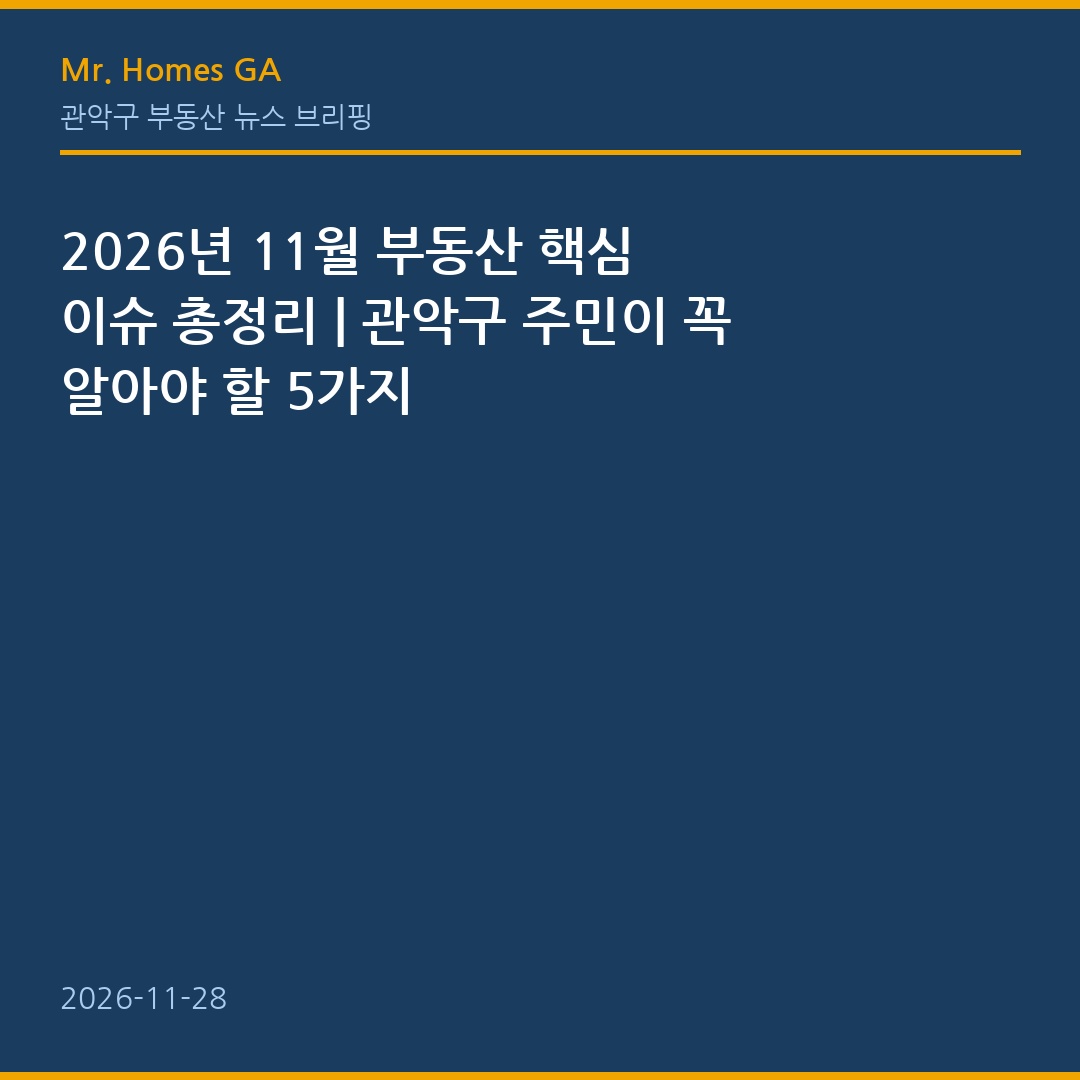 Mr. Homes GA
관악구 부동산 뉴스 브리핑
2026년 11월 부동산 핵심
이슈 총정리 | 관악구 주민이 꼭
알아야 할 5가지
2026-11-28